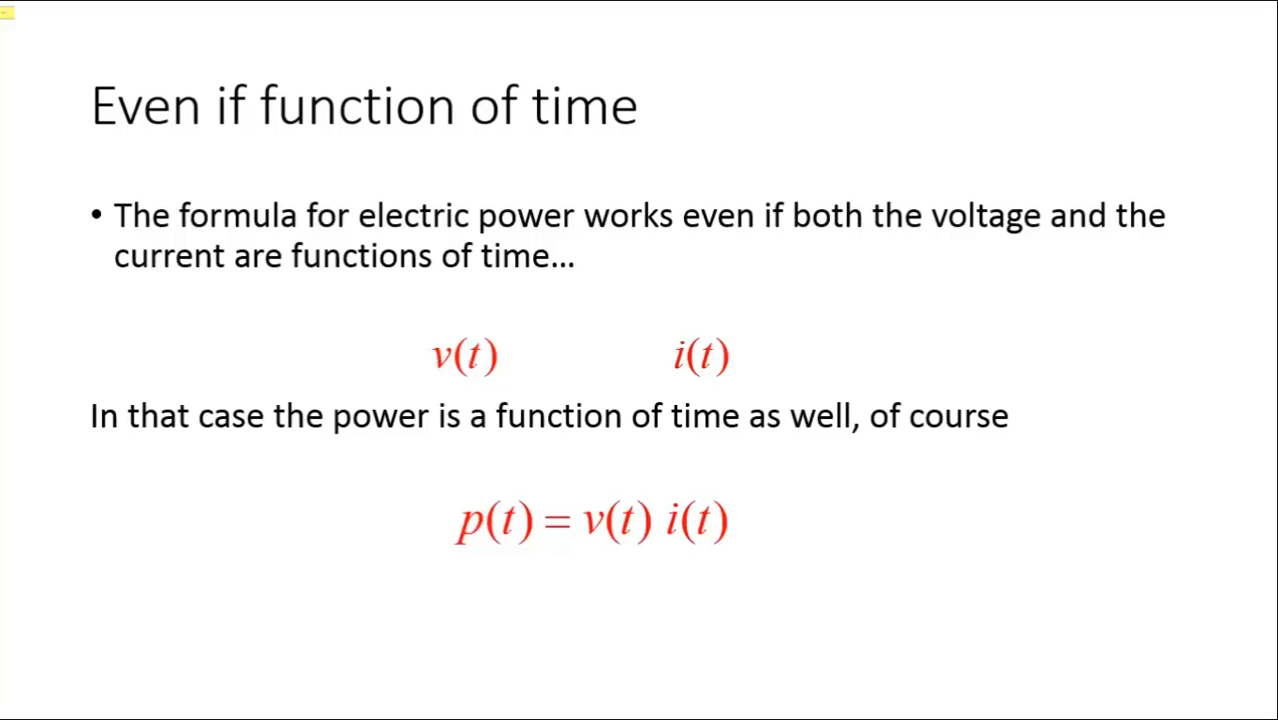 Even if function of time
• The formula for electric power works even if both the voltage and the
current are functions of time...
v(t) i(t)
In that case the power is a function of time as well, of course
p(t) = v(t) i(t)